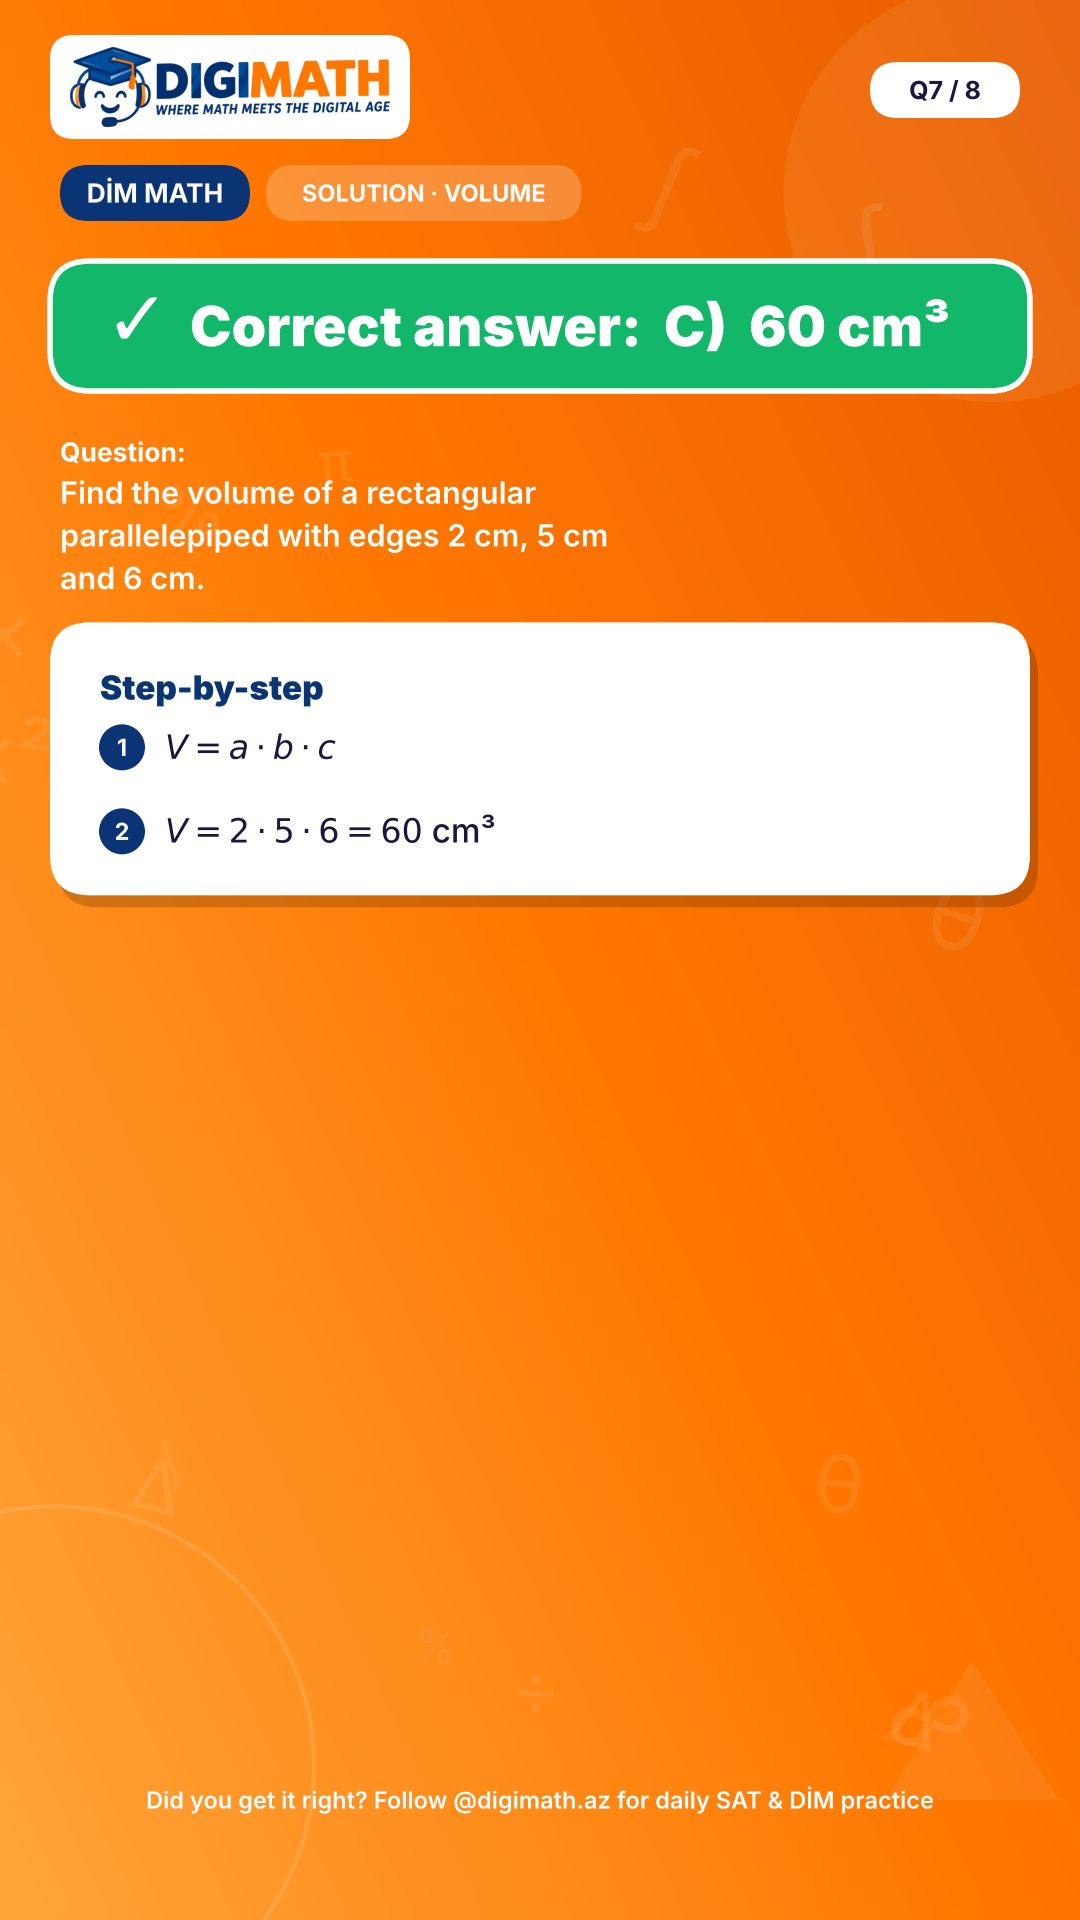 DIGIMATH
WHERE MATH MEETS THE DIGITAL AGE
Q7 / 8
DİM MATH
SOLUTION · VOLUME
✓ Correct answer: C) 60 cm³
Question:
Find the volume of a rectangular
parallelepiped with edges 2 cm, 5 cm
and 6 cm.
Step-by-step
1 V = a · b · c
2 V = 2 · 5 · 6 = 60 cm³
Did you get it right? Follow @digimath.az for daily SAT & DİM practice